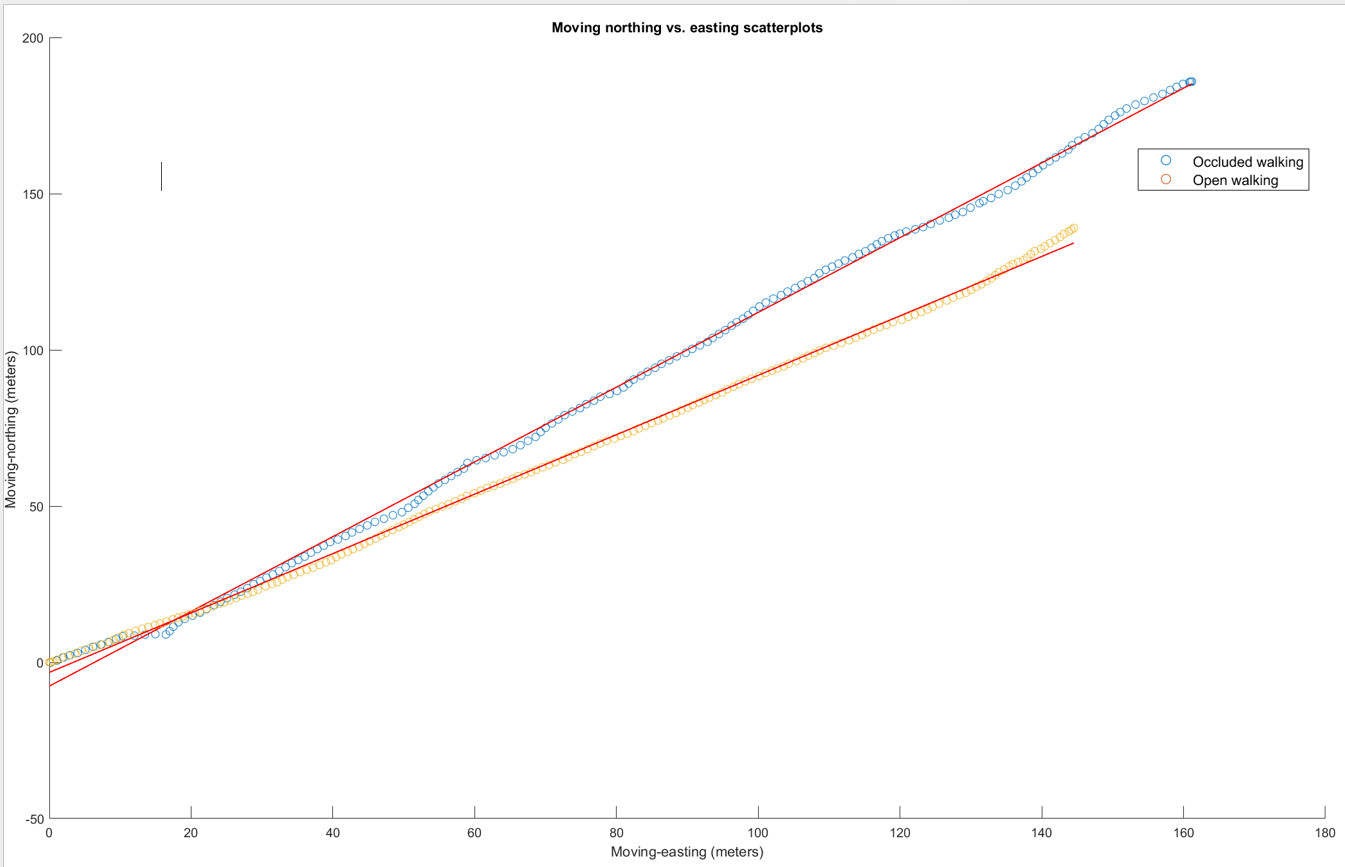 Moving northing vs. easting scatterplots
200
150
100
50
0
-50
Moving-northing (meters)
Occluded walking
Open walking
0 20 40 60 80 100 120 140 160 180
Moving-easting (meters)